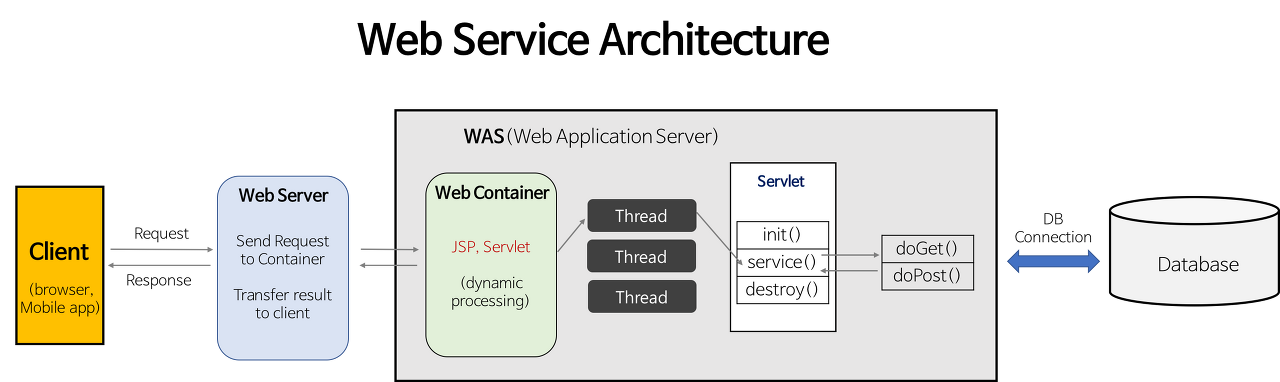 Web Service Architecture
WAS(Web Application Server)
Client
(browser,
Mobile app)
Request
Response
Web Server
Send Request
to Container
Transfer result
to client
Web Container
JSP, Servlet
(dynamic
processing)
Thread
Thread
Thread
Servlet
init()
service()
destroy()
doGet()
doPost()
DB
Connection
Database